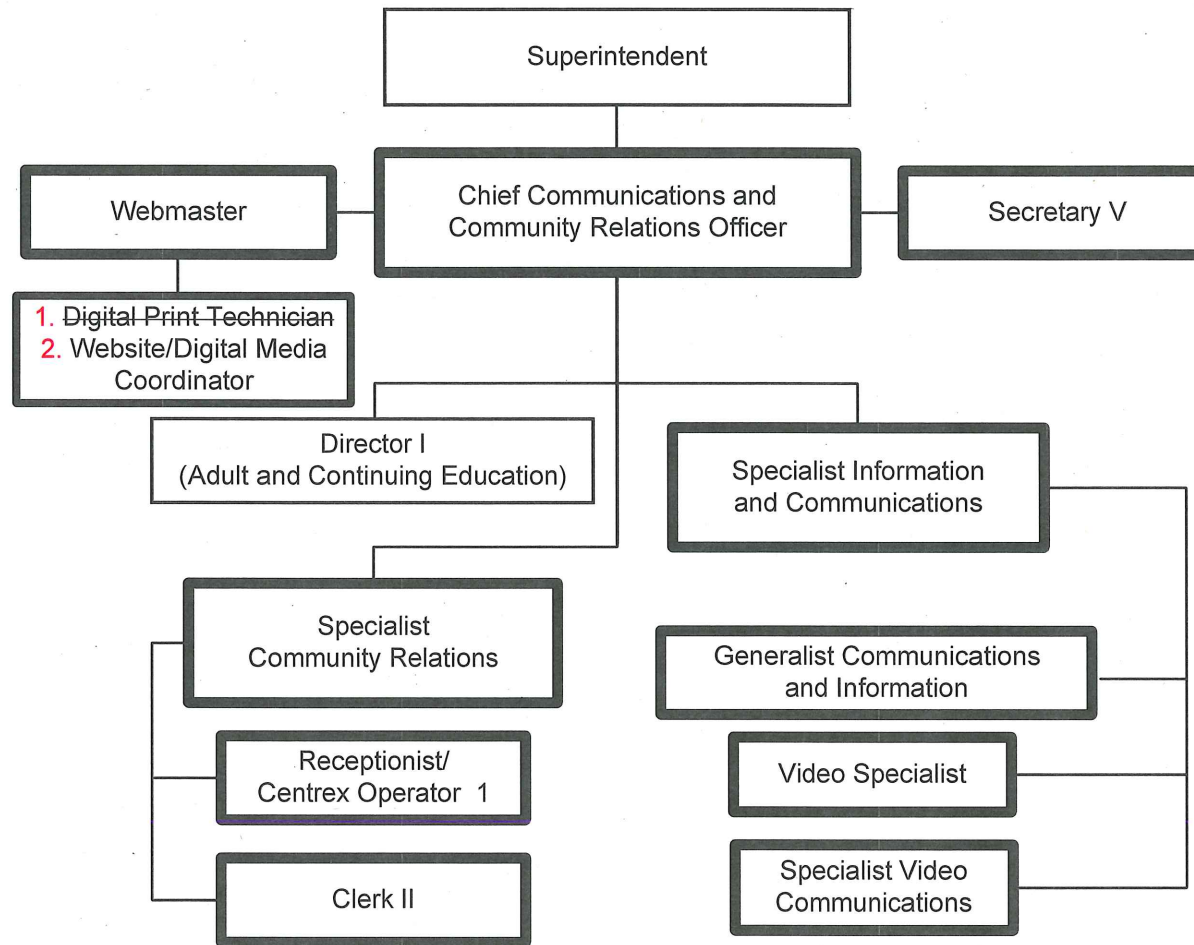 Superintendent
Webmaster
Chief Communications and
Community Relations Officer
Secretary V
1. Digital Print Technician
2. Website/Digital Media
Coordinator
Director I
(Adult and Continuing Education)
Specialist Information
and Communications
Specialist
Community Relations
Generalist Communications
and Information
Receptionist/
Centrex Operator 1
Video Specialist
Clerk II
Specialist Video
Communications